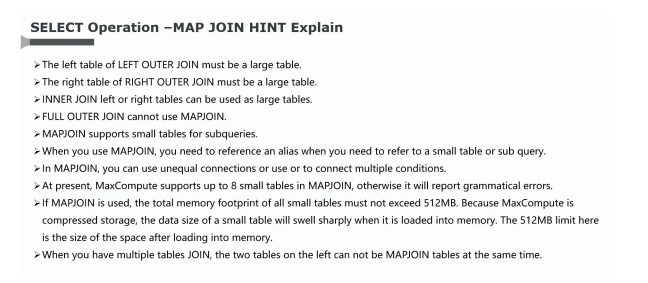 SELECT Operation –MAP JOIN HINT Explain
➢The left table of LEFT OUTER JOIN must be a large table.
➢The right table of RIGHT OUTER JOIN must be a large table.
➢INNER JOIN left or right tables can be used as large tables.
➢FULL OUTER JOIN cannot use MAPJOIN.
➢MAPJOIN supports small tables for subqueries.
➢When you use MAPJOIN, you need to reference an alias when you need to refer to a small table or sub query.
➢In MAPJOIN, you can use unequal connections or use or to connect multiple conditions.
➢At present, MaxCompute supports up to 8 small tables in MAPJOIN, otherwise it will report grammatical errors.
➢If MAPJOIN is used, the total memory footprint of all small tables must not exceed 512MB. Because MaxCompute is
compressed storage, the data size of a small table will swell sharply when it is loaded into memory. The 512MB limit here
is the size of the space after loading into memory.
➢When you have multiple tables JOIN, the two tables on the left can not be MAPJOIN tables at the same time.